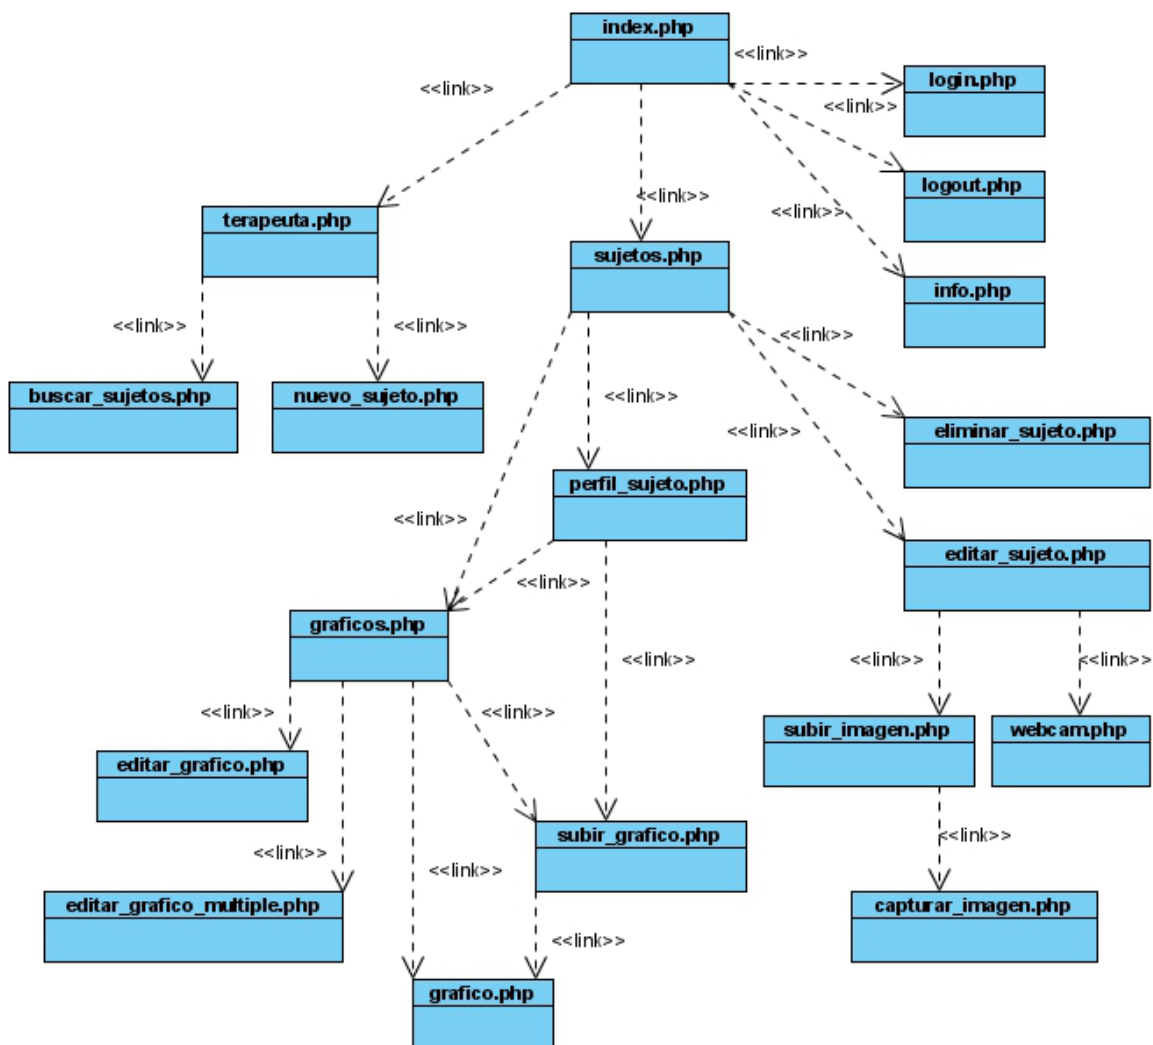 index.php
<<link>>
<<link>>
login.php
<<link>>
logout.php
<<link>>
<<link>>
terapeuta.php
sujetos.php
info.php
<<link>>
<<link>>
<<link>>
buscar_sujetos.php
nuevo_sujeto.php
<<link>>
<<link>>
eliminar_sujeto.php
perfil_sujeto.php
<<link>>
editar_sujeto.php
<<link>>
graficos.php
<<link>>
<<link>>
<<link>>
<<link>>
<<link>>
subir_imagen.php
webcam.php
editar_grafico.php
subir_grafico.php
<<link>>
<<link>>
<<link>>
editar_grafico_multiple.php
capturar_imagen.php
<<link>>
grafico.php